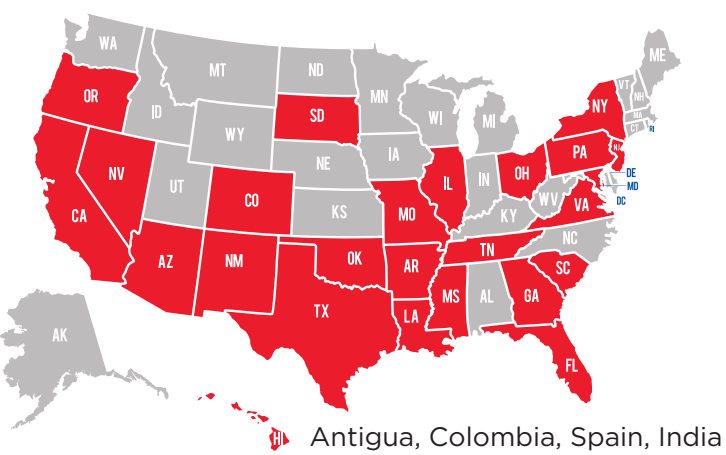 WA
ME
MT
ND
VT
MN
OR
NH
NY
ID
SD
WI
MI
MA
CT
RI
WY
IA
PA
NJ
NE
NV
OH
DE
IL
IN
UT
MD
CO
WV
DC
VA
KS
MO
KY
CA
NC
TN
AZ
NM
OK
AR
SC
MS
AL
GA
TX
LA
AK
FL
HI
Antigua, Colombia, Spain, India